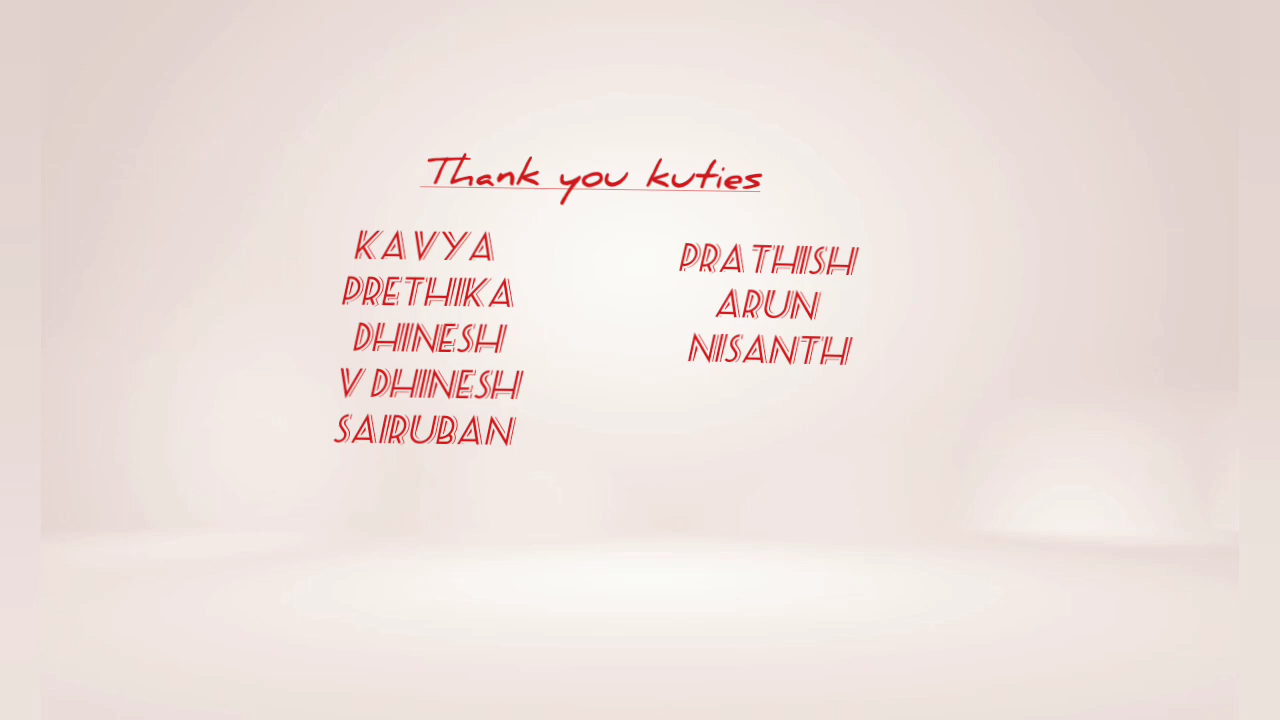 Thank you kuties
KAVYA
PRETHIKA
DHINESH
V DHINESH
SAIRUBAN
PRATHISH
ARUN
NISANTH